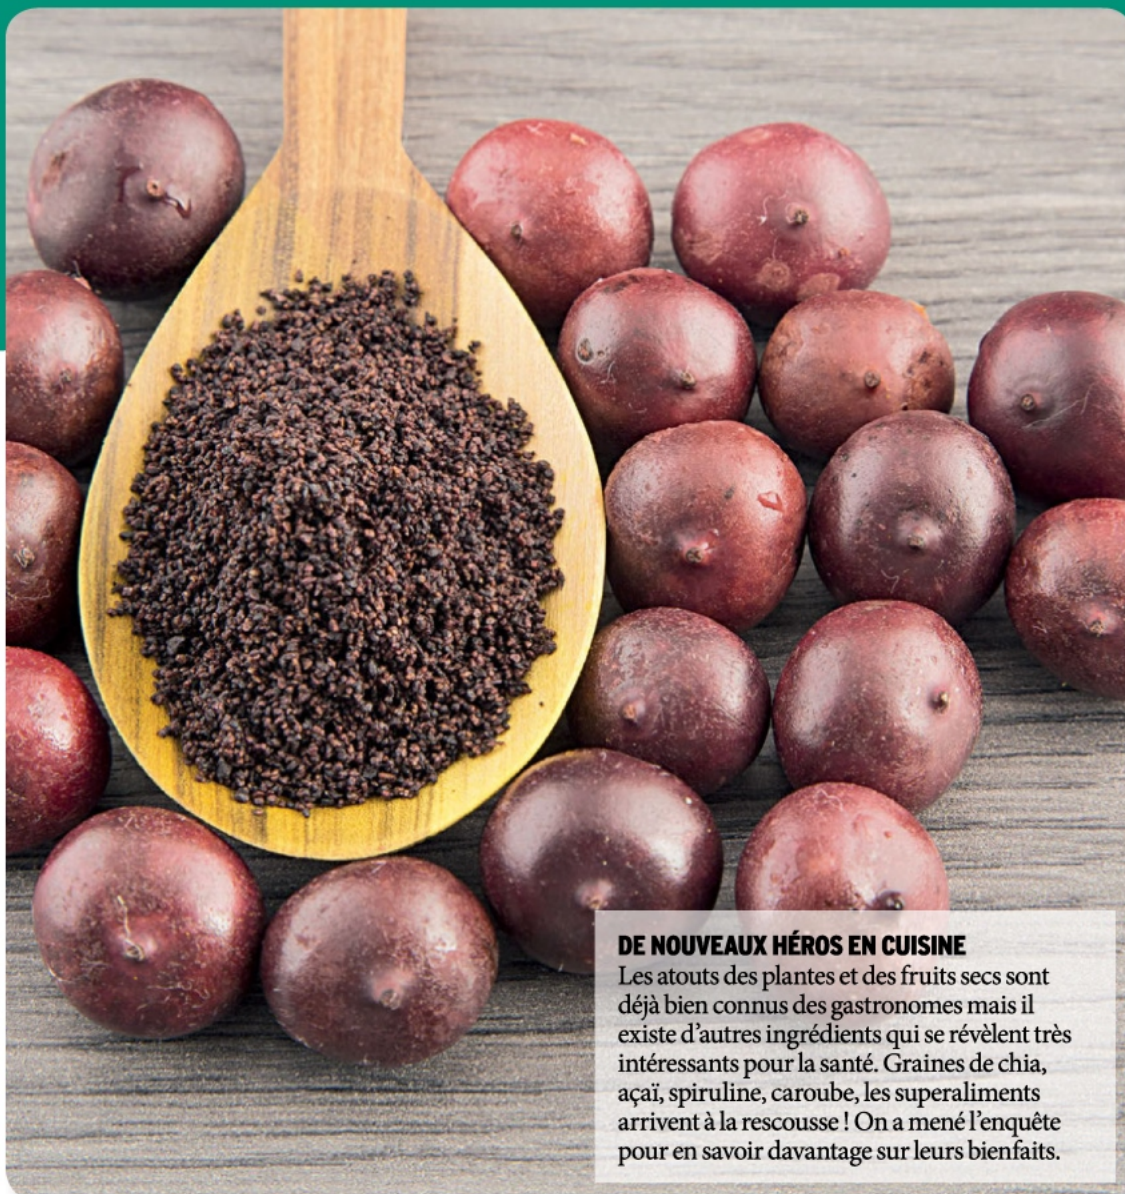 DE NOUVEAUX HÉROS EN CUISINE
Les atouts des plantes et des fruits secs sont
déjà bien connus des gastronomes mais il
existe d’autres ingrédients qui se révèlent très
intéressants pour la santé. Graines de chia,
açaï, spiruline, caroube, les superaliments
arrivent à la rescousse ! On a mené l’enquête
pour en savoir davantage sur leurs bienfaits.